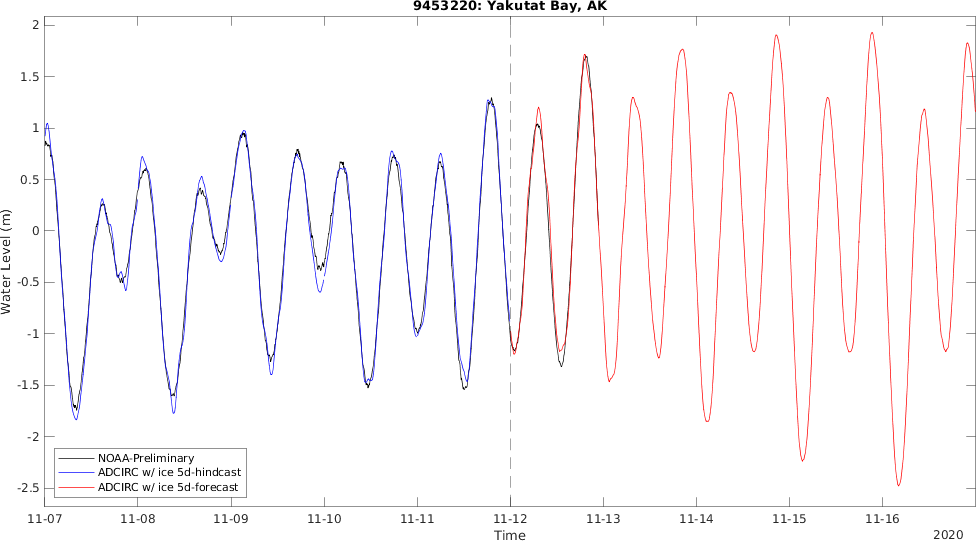 9453220: Yakutat Bay, AK
Water Level (m)
2
1.5
1
0.5
0
-0.5
-1
-1.5
-2
-2.5
NOAA-Preliminary
ADCIRC w/ ice 5d-hindcast
ADCIRC w/ ice 5d-forecast
11-07 11-08 11-09 11-10 11-11 11-12 11-13 11-14 11-15 11-16
Time
2020